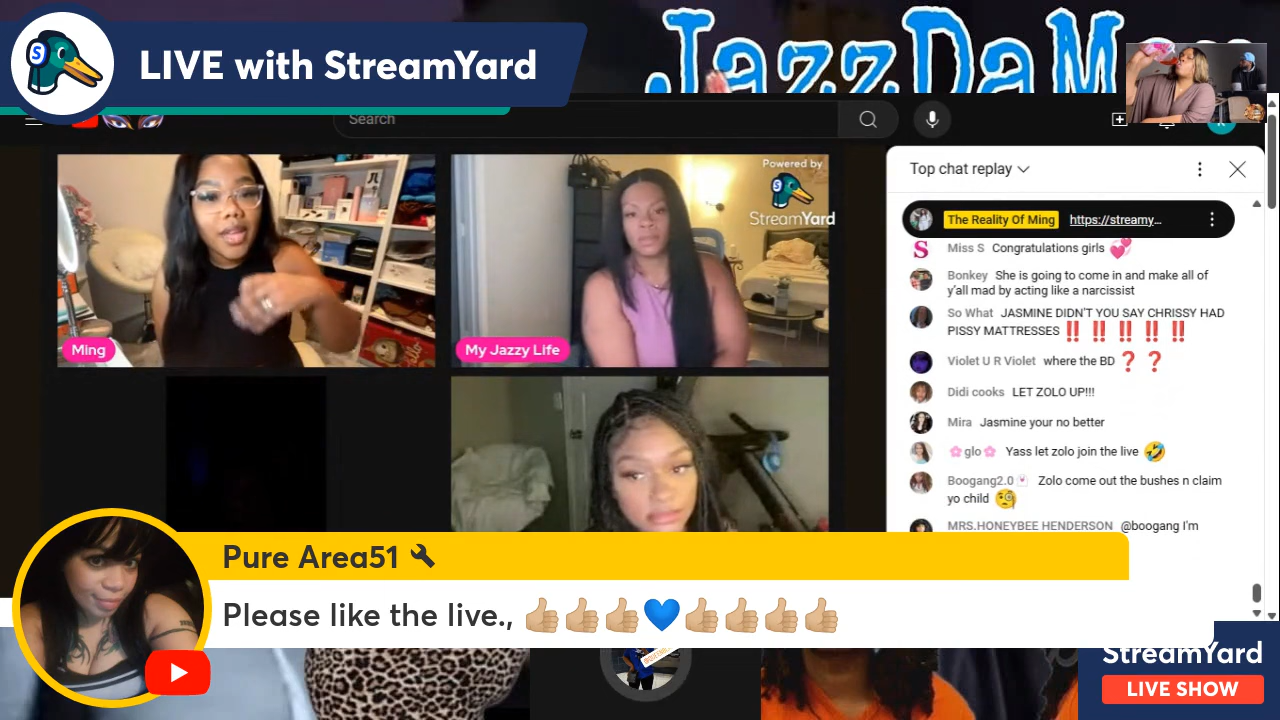 JazzDaM
S
LIVE with StreamYard
Search
Powered by
StreamYard
Top chat replay
The Reality Of Ming https://streamy...
S Miss S Congratulations girls 💞
Bonkey She is going to come in and make all of
y'all mad by acting like a narcissist
So What JASMINE DIDN'T YOU SAY CHRISSY HAD
PISSY MATTRESSES ‼️ ‼️ ‼️ ‼️ ‼️
Violet U R Violet where the BD ❓ ❓
Didi cooks LET ZOLO UP!!!
Mira Jasmine your no better
🌸glo🌸 Yass let zolo join the live 🤣
Boogang2.0 Zolo come out the bushes n claim
yo child 🧐
MRS.HONEYBEE HENDERSON @boogang I'm
Ming
My Jazzy Life
Pure Area51 🔧
Please like the live., 👍🏼👍🏼👍🏼💙👍🏼👍🏼👍🏼👍🏼
StreamYard
LIVE SHOW